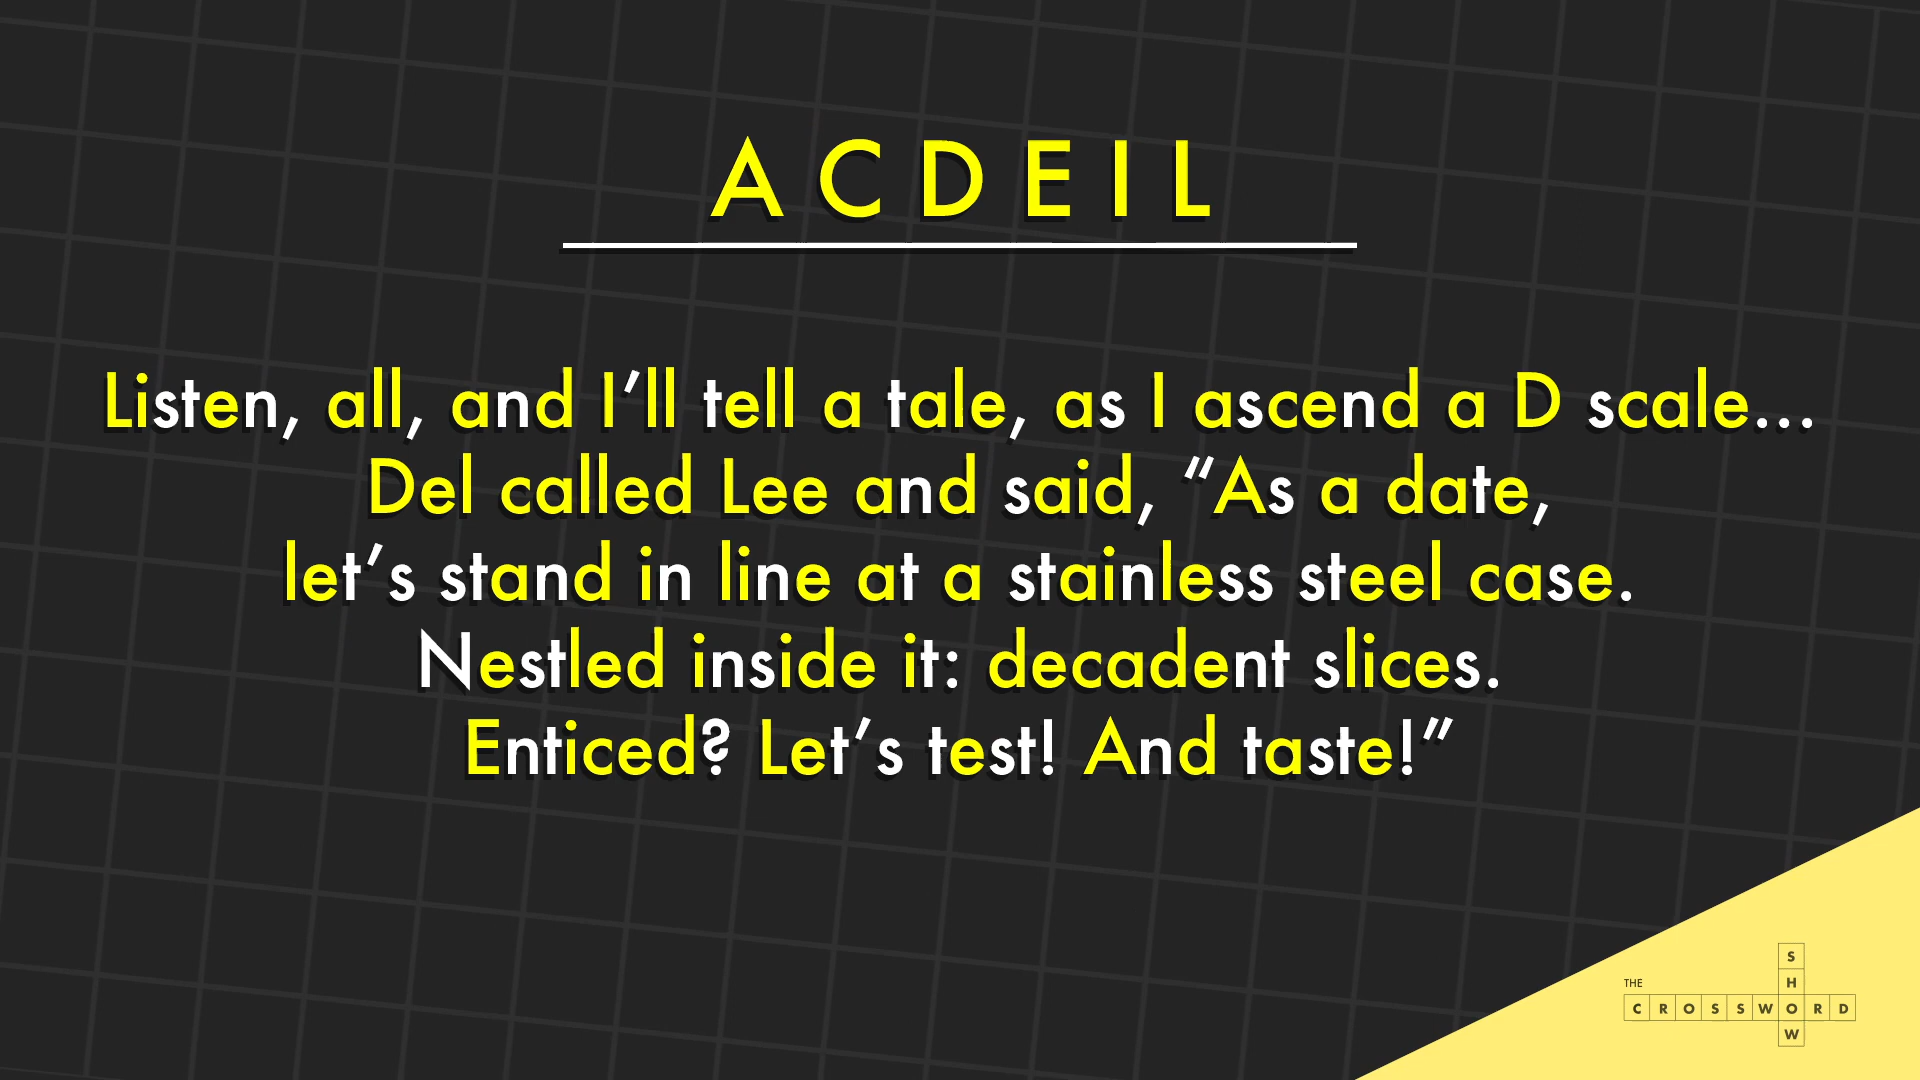 A C D E I L
Listen, all, and I’ll tell a tale, as I ascend a D scale...
Del called Lee and said, “As a date,
let’s stand in line at a stainless steel case.
Nestled inside it: decadent slices.
Enticed? Let’s test! And taste!”
THE
CROSSWORD
SHOW